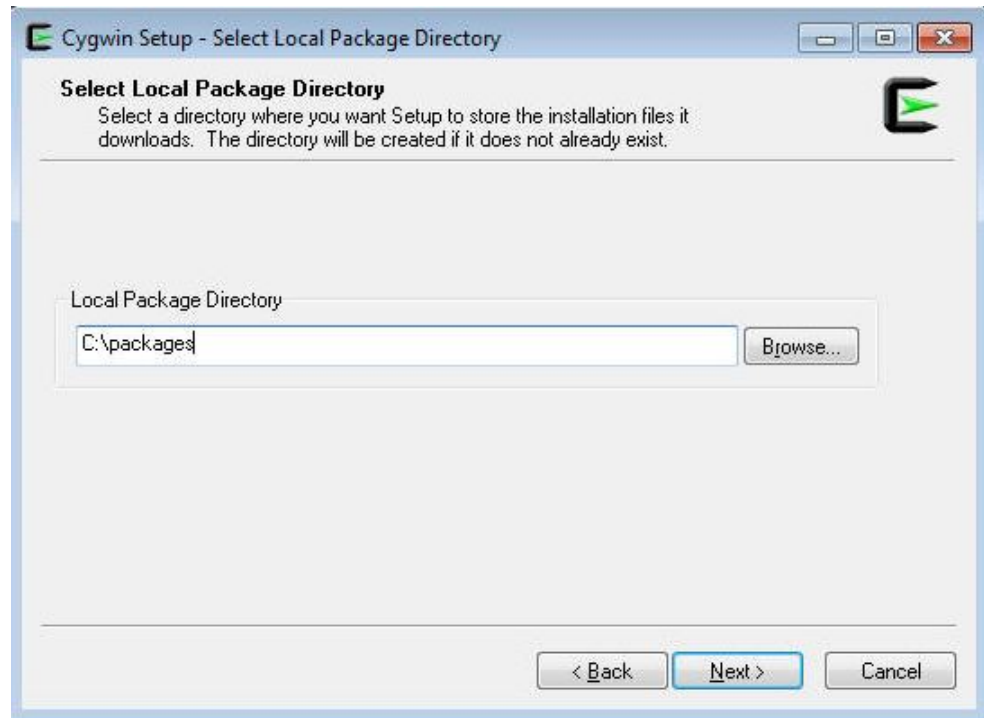 Cygwin Setup - Select Local Package Directory
Select Local Package Directory
Select a directory where you want Setup to store the installation files it
downloads.  The directory will be created if it does not already exist.
Local Package Directory
C:\packages
Browse...
< Back
Next >
Cancel